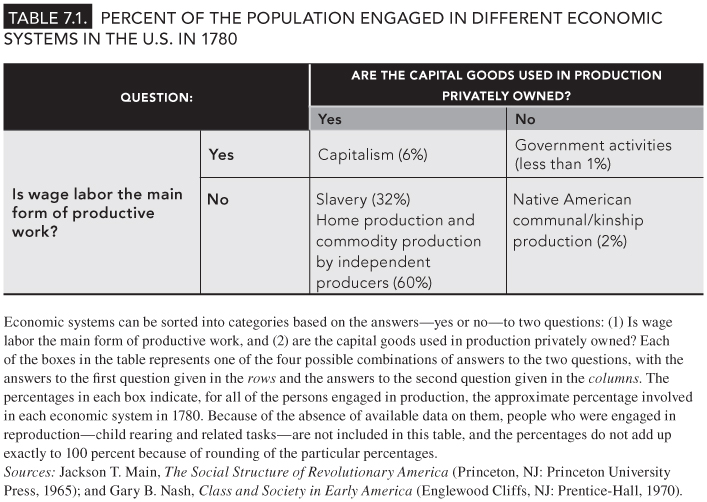 TABLE 7.1. PERCENT OF THE POPULATION ENGAGED IN DIFFERENT ECONOMIC
SYSTEMS IN THE U.S. IN 1780
QUESTION:
ARE THE CAPITAL GOODS USED IN PRODUCTION
PRIVATELY OWNED?
Yes
No
Is wage labor the main
form of productive
work?
Yes
Capitalism (6%)
Government activities
(less than 1%)
No
Slavery (32%)
Home production and
commodity production
by independent
producers (60%)
Native American
communal/kinship
production (2%)
Economic systems can be sorted into categories based on the answers—yes or no—to two questions: (1) Is wage
labor the main form of productive work, and (2) are the capital goods used in production privately owned? Each
of the boxes in the table represents one of the four possible combinations of answers to the two questions, with the
answers to the first question given in the rows and the answers to the second question given in the columns. The
percentages in each box indicate, for all of the persons engaged in production, the approximate percentage involved
in each economic system in 1780. Because of the absence of available data on them, people who were engaged in
reproduction—child rearing and related tasks—are not included in this table, and the percentages do not add up
exactly to 100 percent because of rounding of the particular percentages.
Sources: Jackson T. Main, The Social Structure of Revolutionary America (Princeton, NJ: Princeton University
Press, 1965); and Gary B. Nash, Class and Society in Early America (Englewood Cliffs, NJ: Prentice-Hall, 1970).